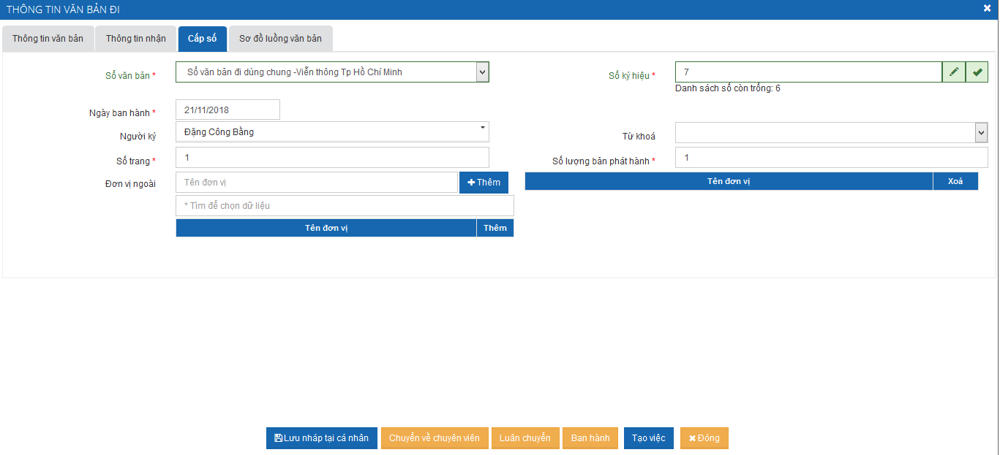 THÔNG TIN VĂN BẢN ĐI
Thông tin văn bản Thông tin nhận Cấp số Sơ đồ luồng văn bản
Sổ văn bản * Sổ văn bản đi dùng chung -Viễn thông Tp Hồ Chí Minh Số ký hiệu * 7
Danh sách số còn trống: 6
Ngày ban hành * 21/11/2018
Người ký Đặng Công Bằng Từ khoá
Số trang * 1 Số lượng bản phát hành * 1
Đơn vị ngoài Tên đơn vị Thêm Tên đơn vị Xoá
* Tìm để chọn dữ liệu
Tên đơn vị Thêm
Lưu nháp tại cá nhân Chuyển về chuyên viên Luân chuyển Ban hành Tạo việc Đóng